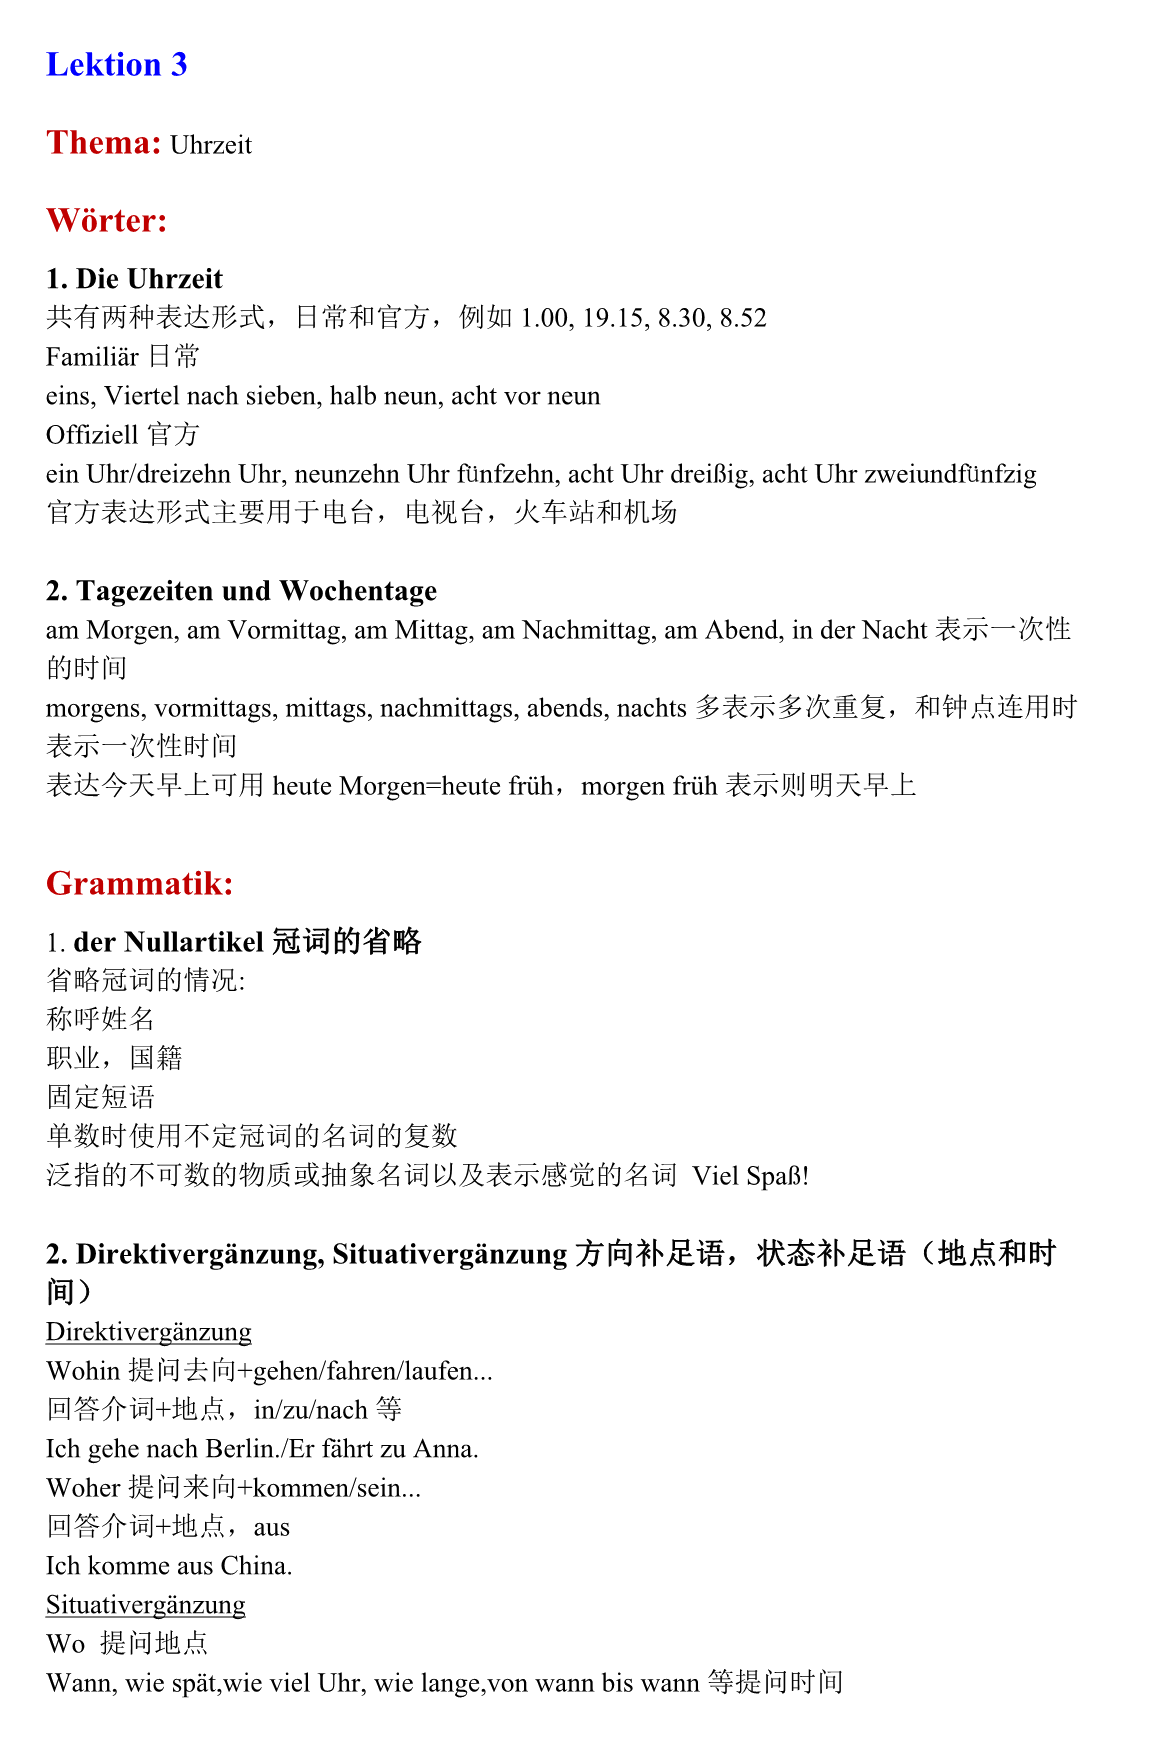 Lektion 3
Thema: Uhrzeit
Wörter:
1. Die Uhrzeit
共有两种表达形式，日常和官方，例如 1.00, 19.15, 8.30, 8.52
Familiär 日常
eins, Viertel nach sieben, halb neun, acht vor neun
Offiziell 官方
ein Uhr/dreizehn Uhr, neunzehn Uhr fünfzehn, acht Uhr dreißig, acht Uhr zweiundfünfzig
官方表达形式主要用于电台，电视台，火车站和机场
2. Tagezeiten und Wochentage
am Morgen, am Vormittag, am Mittag, am Nachmittag, am Abend, in der Nacht 表示一次性
的时间
morgens, vormittags, mittags, nachmittags, abends, nachts 多表示多次重复，和钟点连用时
表示一次性时间
表达今天早上可用 heute Morgen=heute früh，morgen früh 表示则明天早上
Grammatik:
1. der Nullartikel 冠词的省略
省略冠词的情况:
称呼姓名
职业，国籍
固定短语
单数时使用不定冠词的名词的复数
泛指的不可数的物质或抽象名词以及表示感觉的名词 Viel Spaß!
2. Direktivergänzung, Situativergänzung 方向补足语，状态补足语（地点和时
间）
Direktivergänzung
Wohin 提问去向+gehen/fahren/laufen...
回答介词+地点，in/zu/nach 等
Ich gehe nach Berlin./Er fährt zu Anna.
Woher 提问来向+kommen/sein...
回答介词+地点，aus
Ich komme aus China.
Situativergänzung
Wo 提问地点
Wann, wie spät,wie viel Uhr, wie lange,von wann bis wann 等提问时间